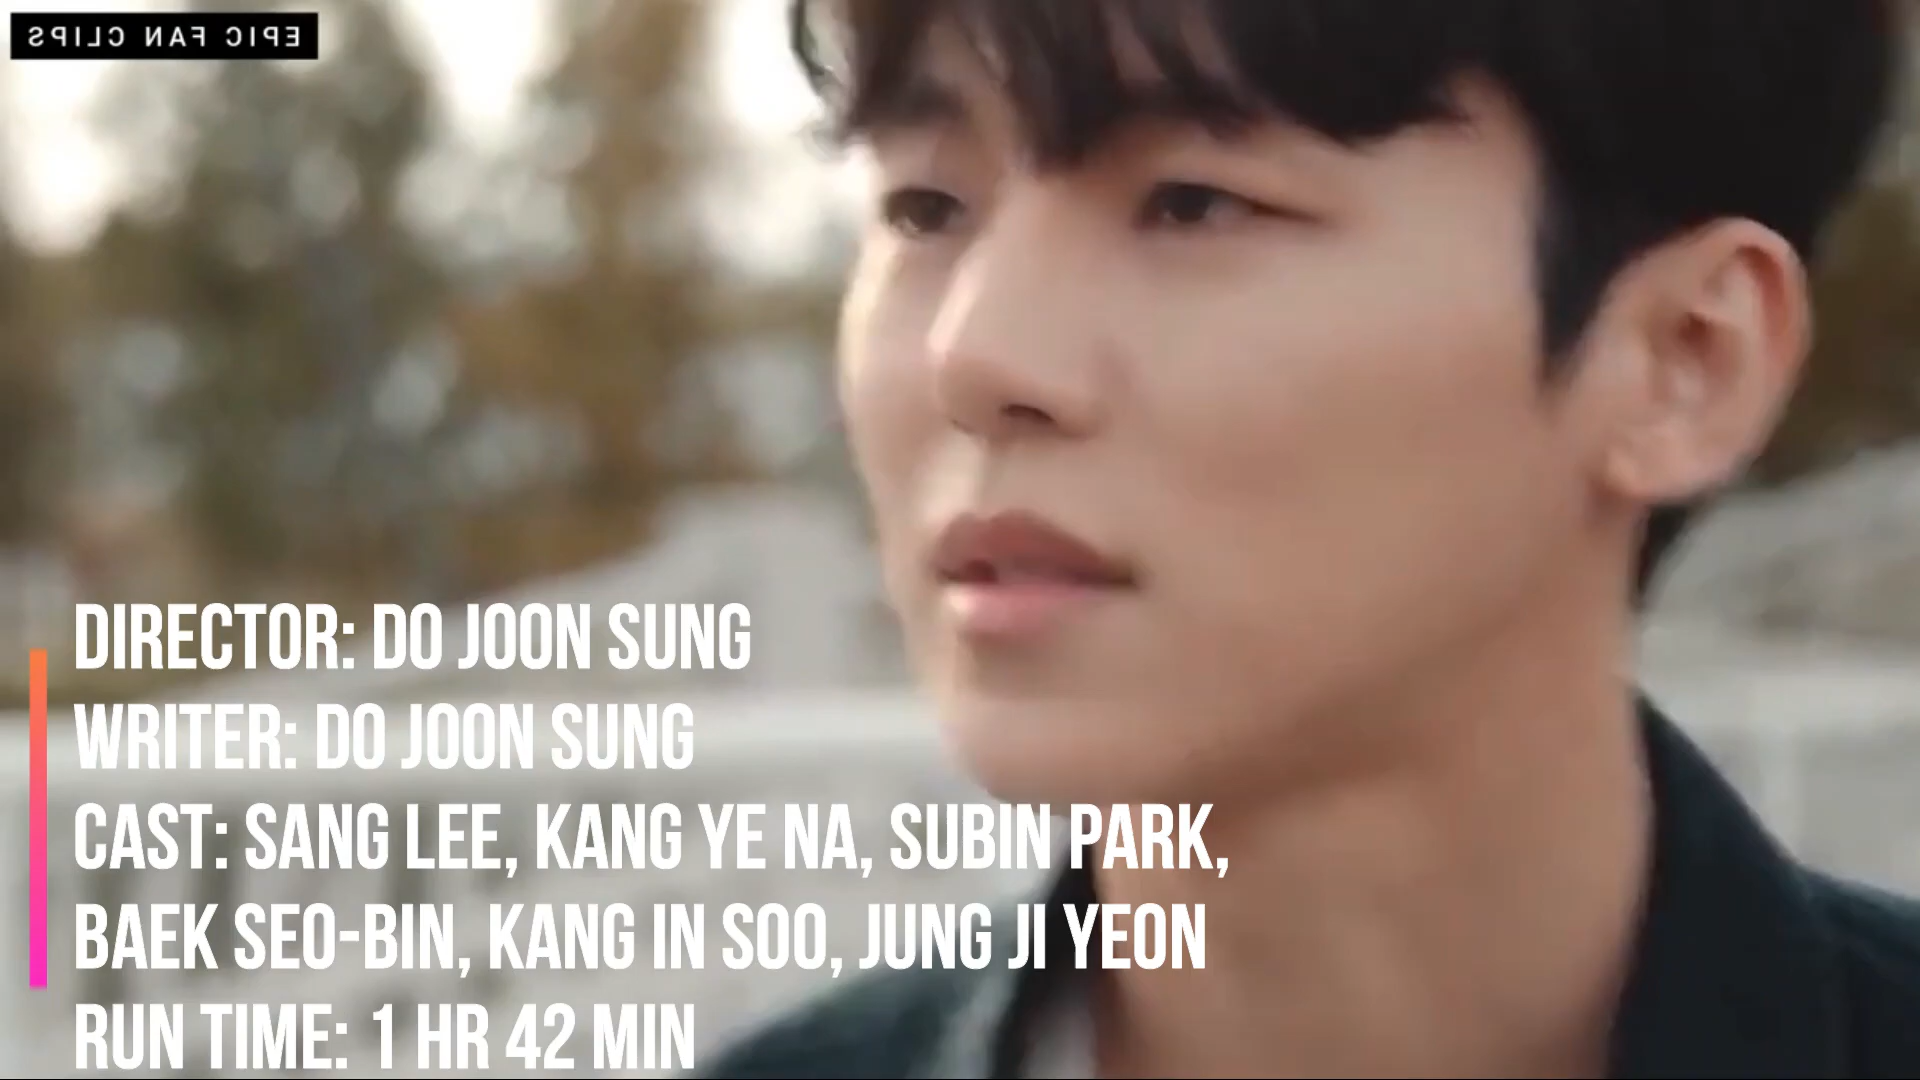 EPIC FAN CLIPS
DIRECTOR: DO JOON SUNG
WRITER: DO JOON SUNG
CAST: SANG LEE, KANG YE NA, SUBIN PARK,
BAEK SEO-BIN, KANG IN SOO, JUNG JI YEON
RUN TIME: 1 HR 42 MIN